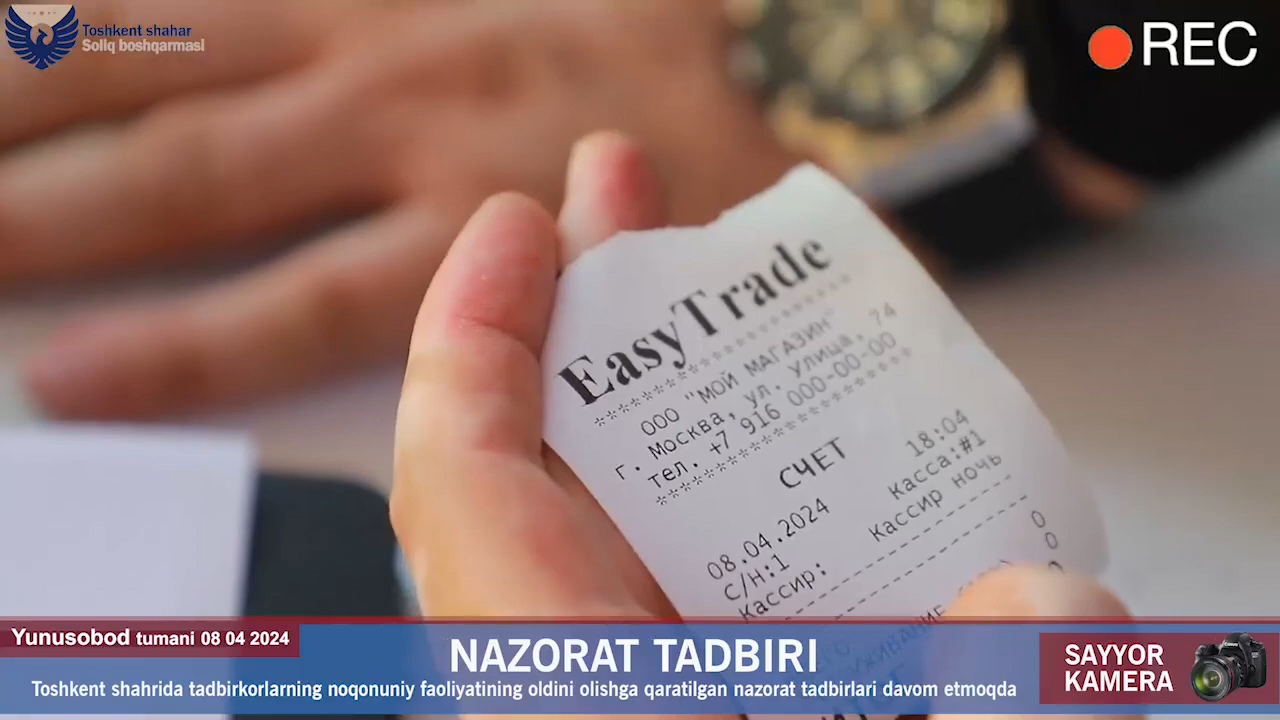 Toshkent shahar
Soliq boshqarmasi
REC
EasyTrade
************************
ООО "МОЙ МАГАЗИН"
г. Москва, ул. Улица, 74
тел. +7 916 000-00-00
************************
СЧЕТ
08.04.2024 18:04
С/Н:1 Касса:#1
Кассир: Кассир ночь
0
0
Yunusobod tumani 08 04 2024
NAZORAT TADBIRI
Toshkent shahrida tadbirkorlarning noqonuniy faoliyatining oldini olishga qaratilgan nazorat tadbirlari davom etmoqda
SAYYOR
KAMERA